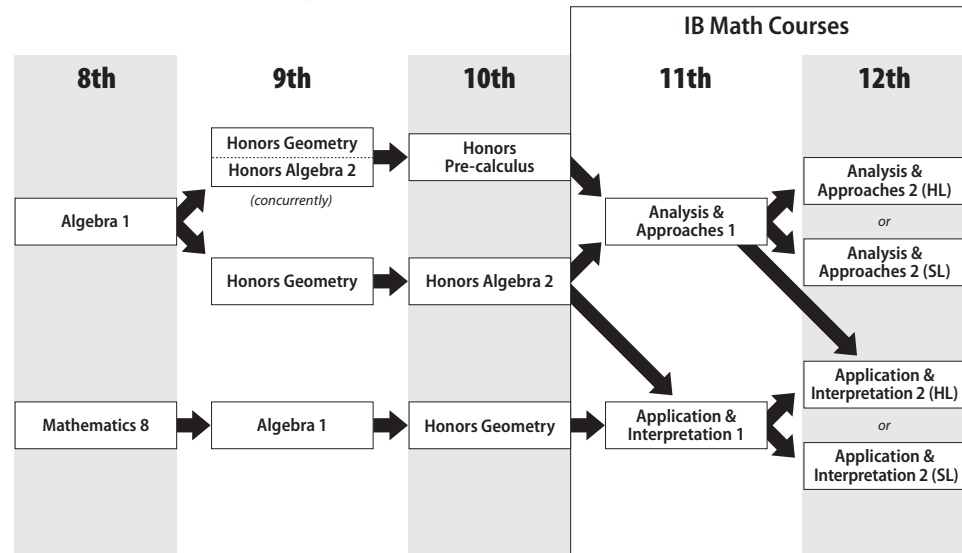 IB Math Courses
8th
9th
10th
11th
12th
Honors Geometry
Honors Algebra 2
(concurrently)
Honors
Pre-calculus
Analysis &
Approaches 2 (HL)
or
Analysis &
Approaches 2 (SL)
Algebra 1
Analysis &
Approaches 1
Honors Geometry
Honors Algebra 2
Application &
Interpretation 2 (HL)
or
Application &
Interpretation 2 (SL)
Mathematics 8
Algebra 1
Honors Geometry
Application &
Interpretation 1